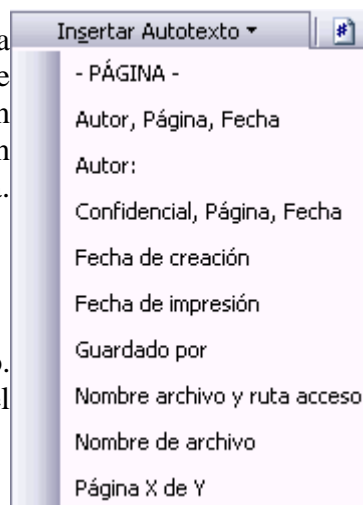 Insertar Autotexto
- PÁGINA -
Autor, Página, Fecha
Autor:
Confidencial, Página, Fecha
Fecha de creación
Fecha de impresión
Guardado por
Nombre archivo y ruta acceso
Nombre de archivo
Página X de Y